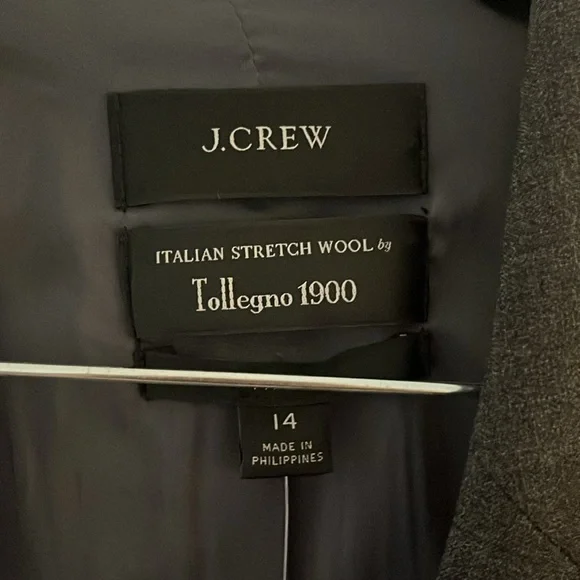 J.CREW
ITALIAN STRETCH WOOL by
Tollegno 1900
14
MADE IN
PHILIPPINES